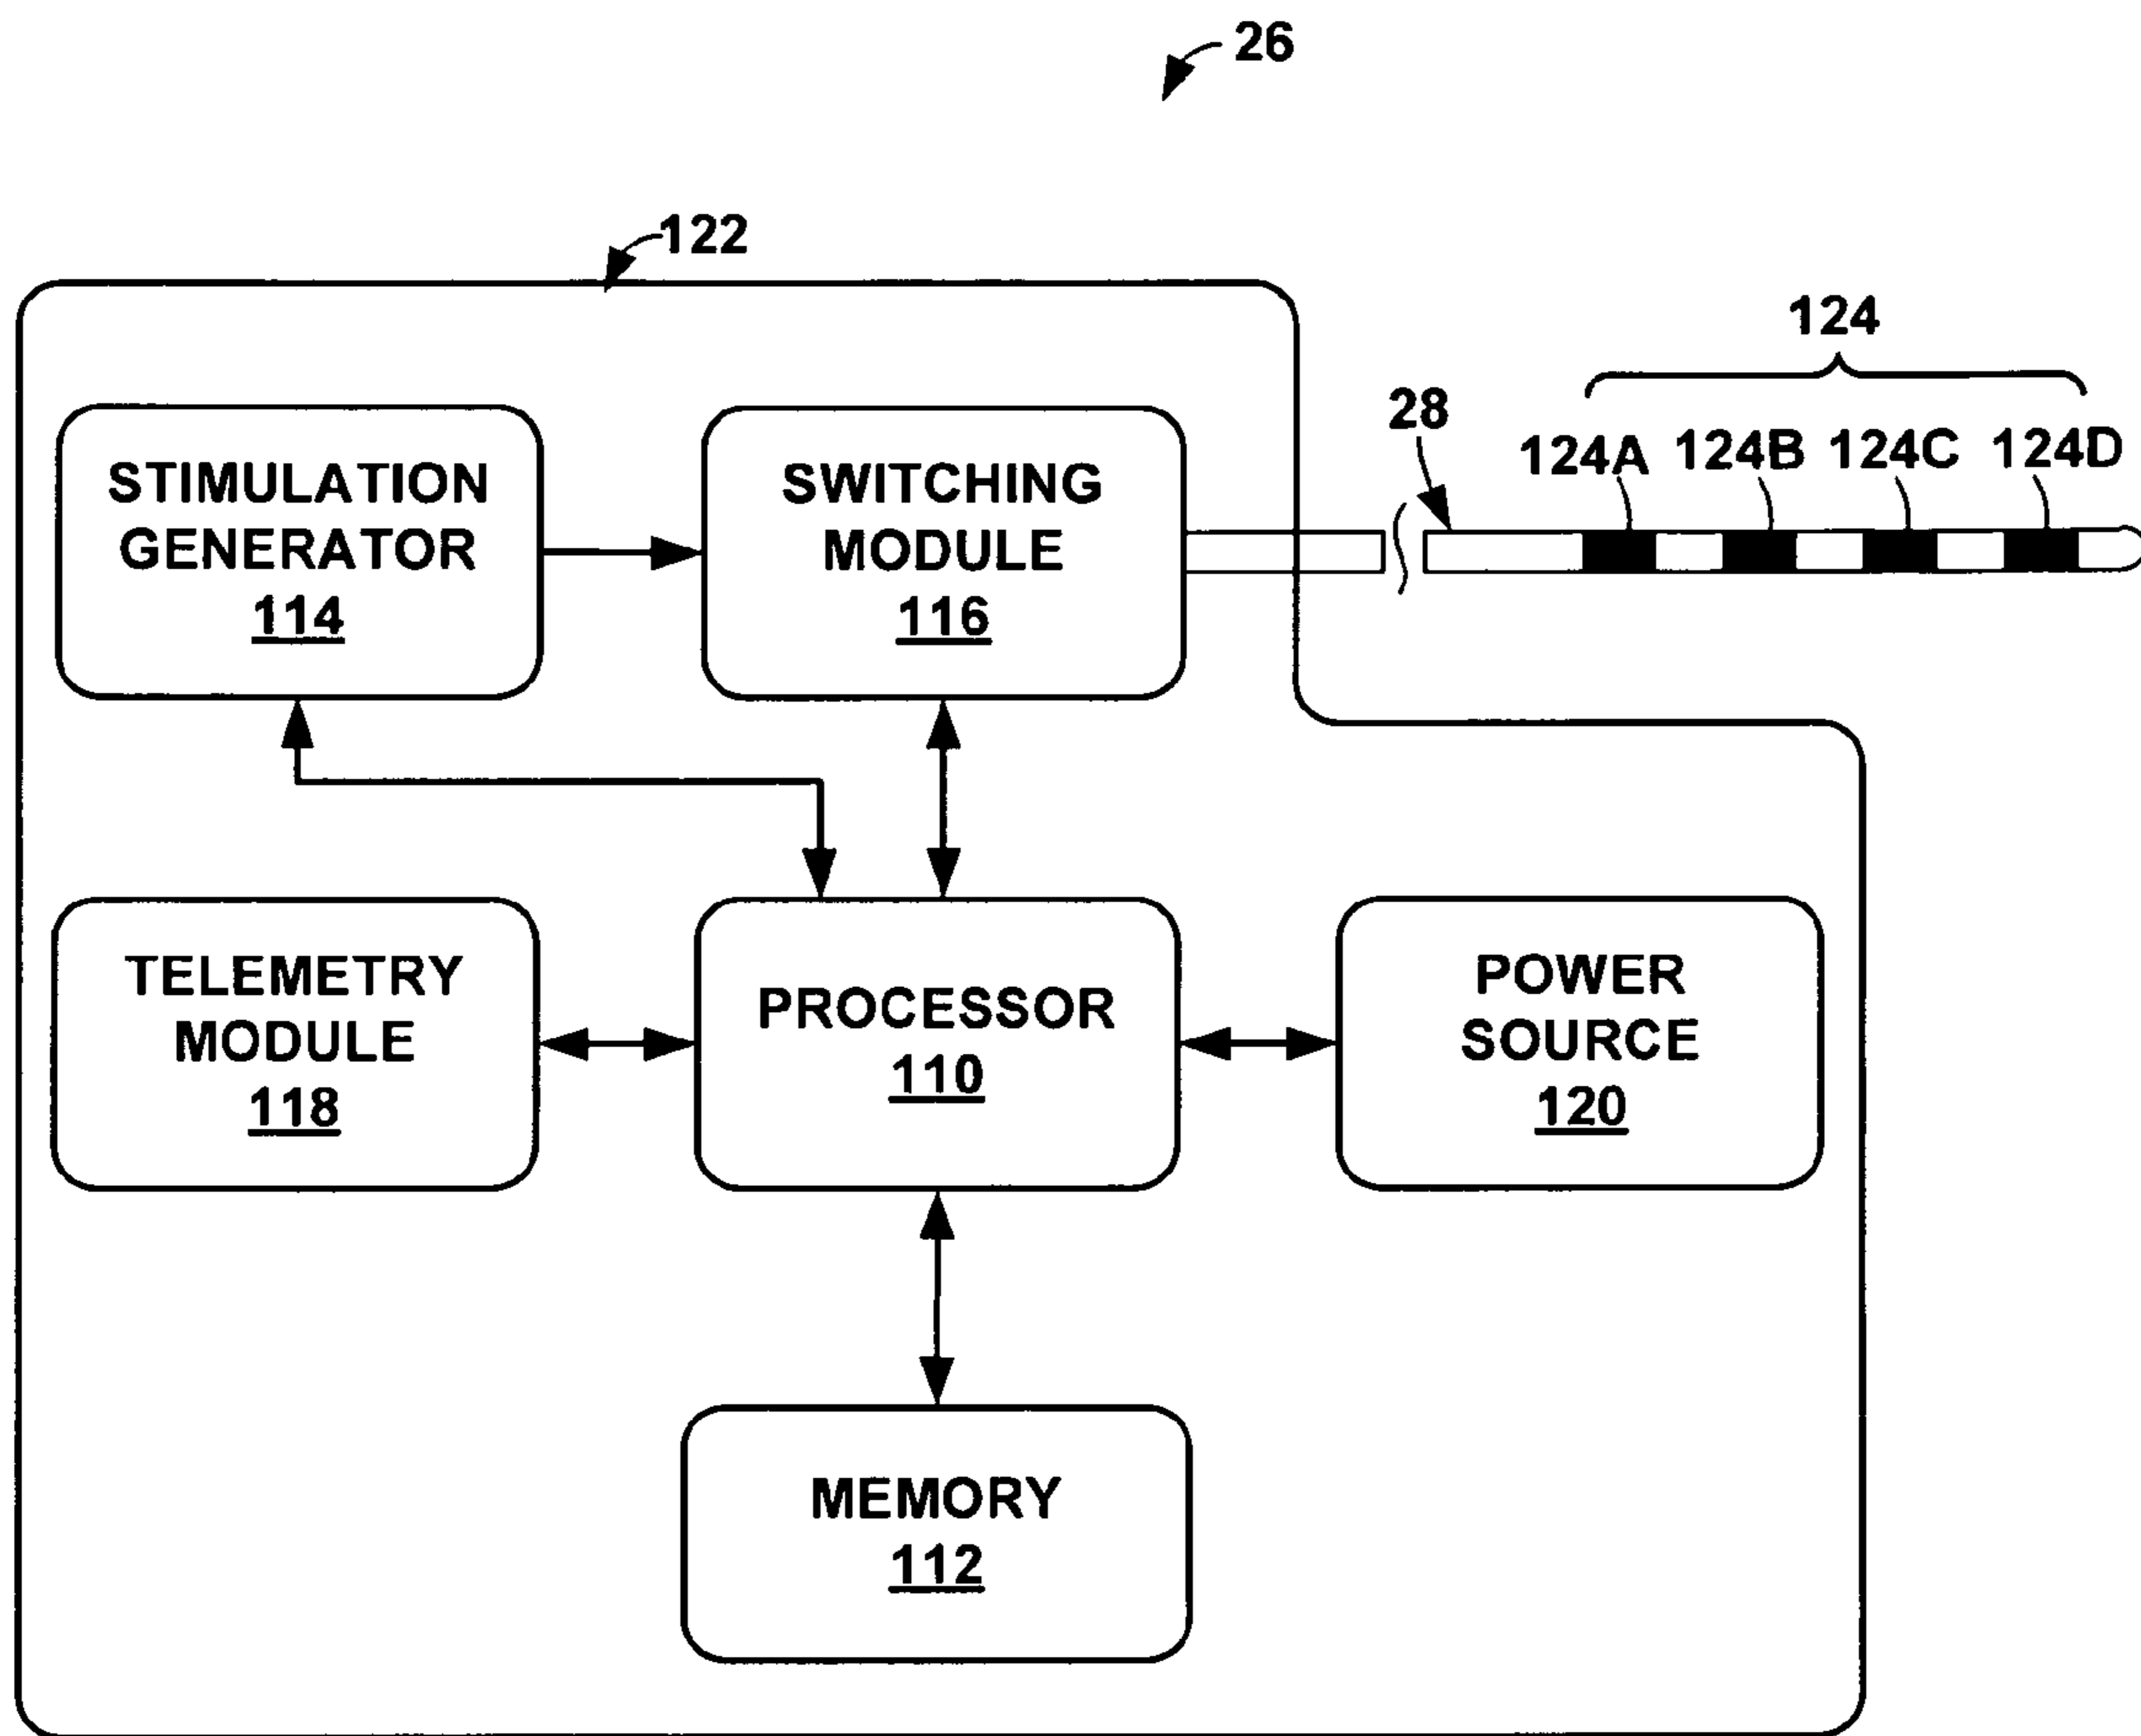 26
122
124
28
124A 124B 124C 124D
STIMULATION
GENERATOR
114
SWITCHING
MODULE
116
TELEMETRY
MODULE
118
PROCESSOR
110
POWER
SOURCE
120
MEMORY
112